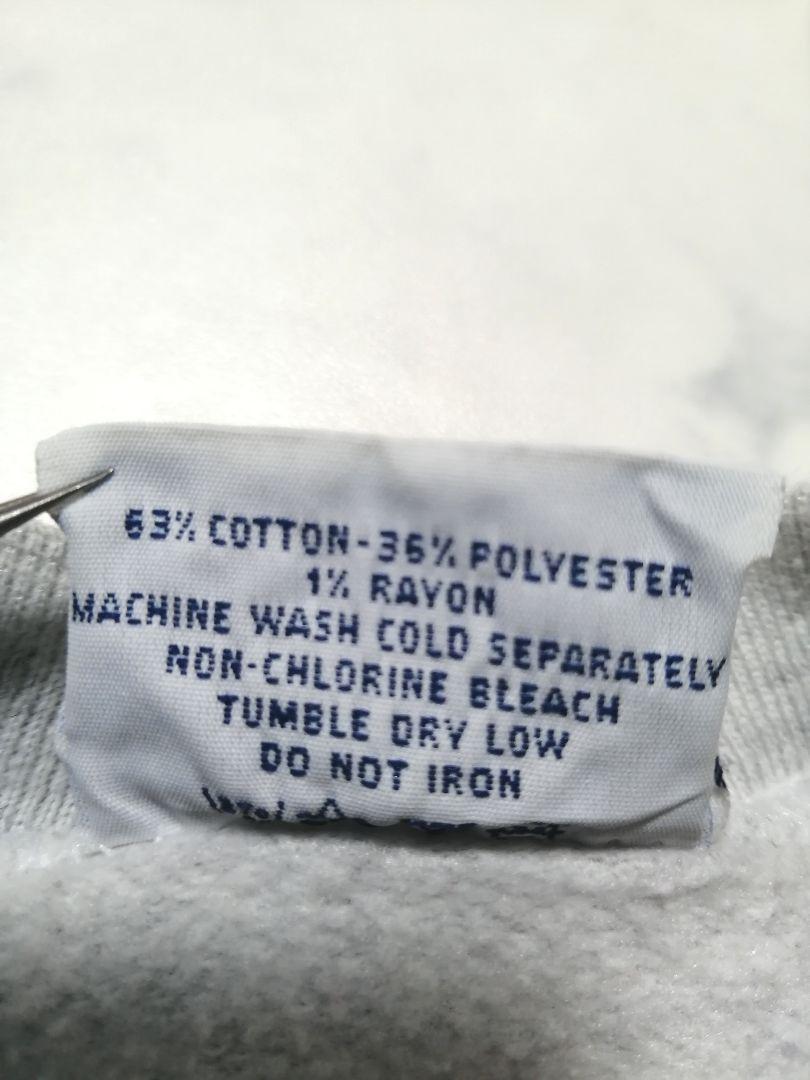 63% COTTON-36% POLYESTER
1% RAYON
MACHINE WASH COLD SEPARATELY
NON-CHLORINE BLEACH
TUMBLE DRY LOW
DO NOT IRON